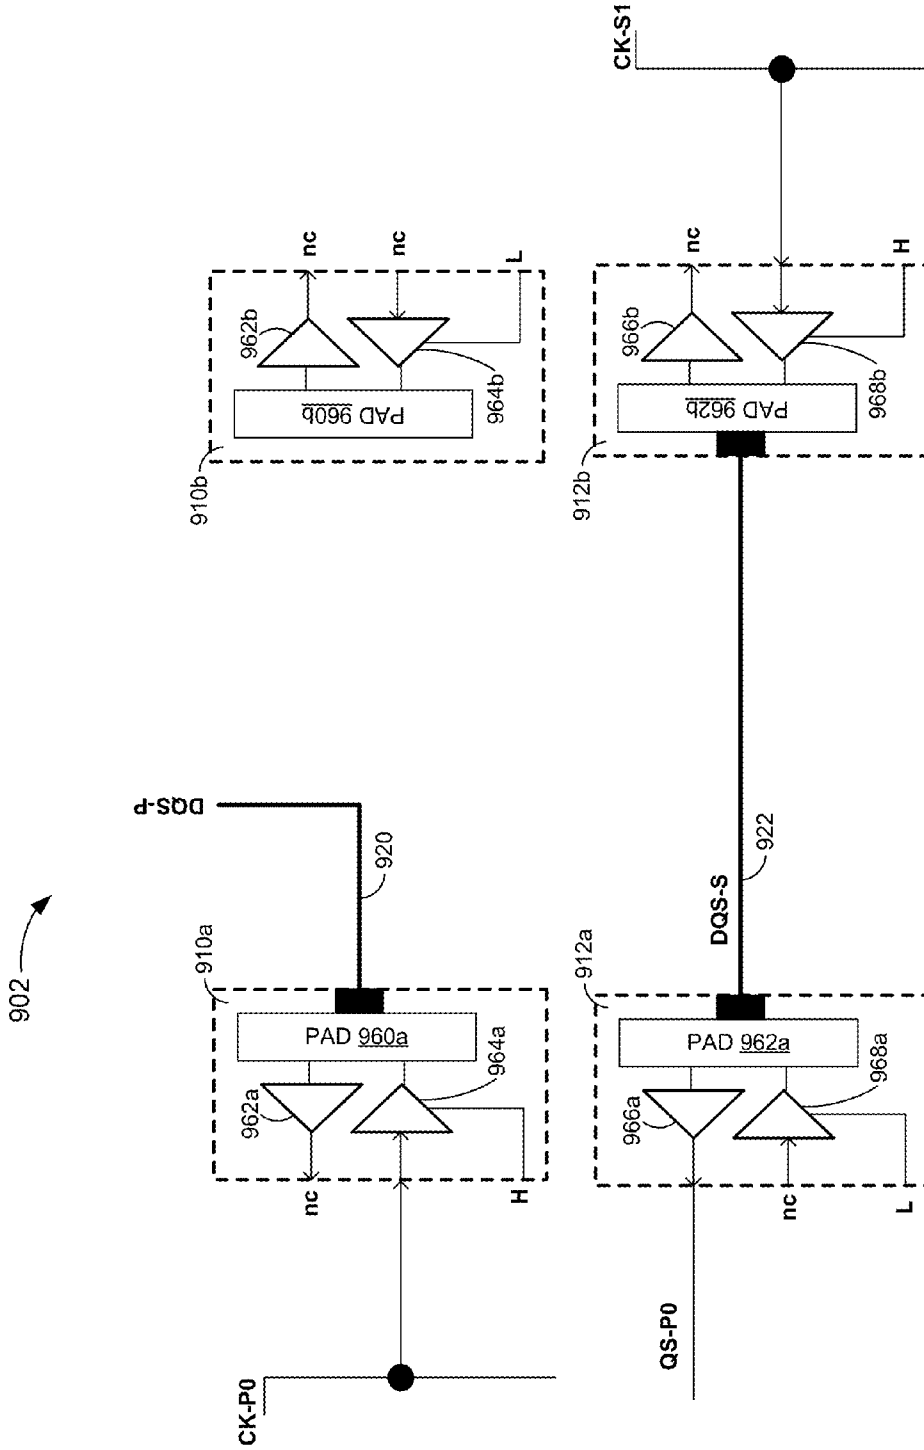 902
CK-P0
nc
H
962a
964a
PAD 960a
910a
920
DQS-P
910b
PAD 960b
962b
964b
nc
nc
L
QS-P0
nc
L
966a
968a
PAD 962a
912a
DQS-S
922
912b
PAD 962b
966b
968b
nc
H
CK-S1